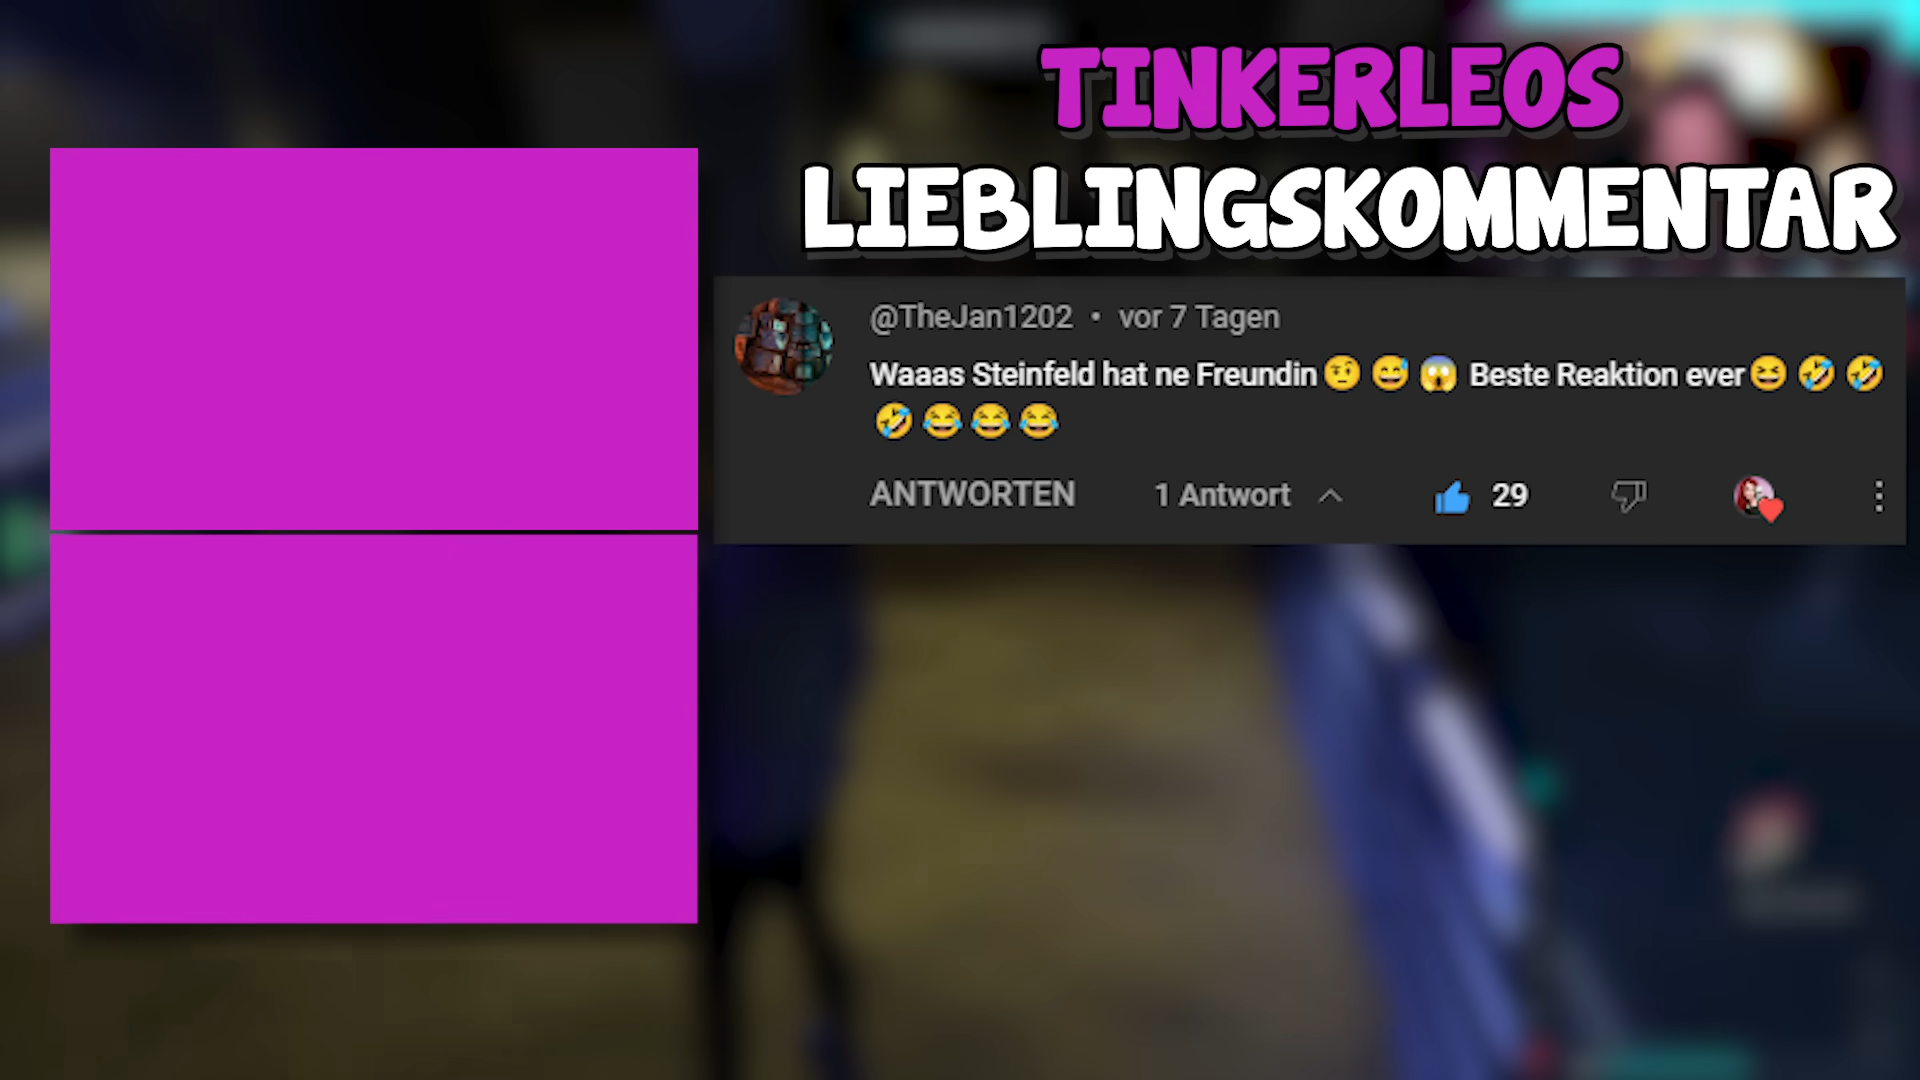 TINKERLEOS
LIEBLINGSKOMMENTAR
@TheJan1202 • vor 7 Tagen
Waaas Steinfeld hat ne Freundin🤨 😅 😱 Beste Reaktion ever😆 🤣 🤣
🤣 😂 😂 😂
ANTWORTEN 1 Antwort 29